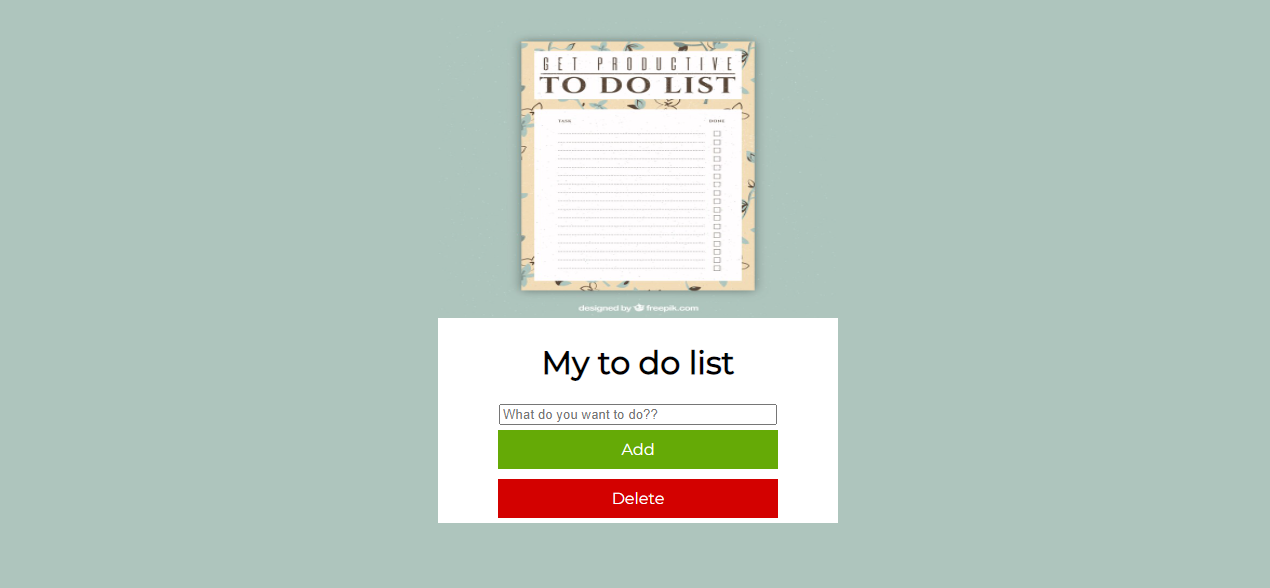 GET PRODUCTIVE
TO DO LIST
TASK DONE
designed by freepik.com
My to do list
What do you want to do??
Add
Delete